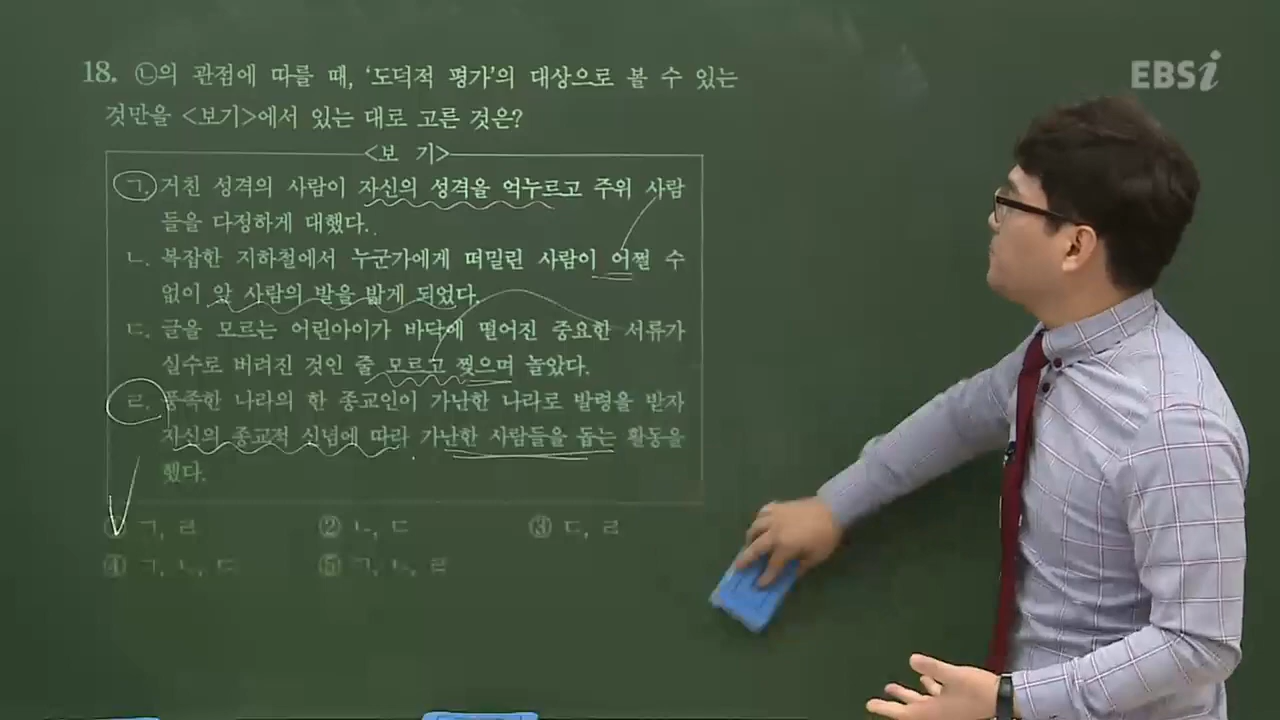 18. ㉡의 관점에 따를 때, ‘도덕적 평가’의 대상으로 볼 수 있는
EBSi
것만을 <보기>에서 있는 대로 고른 것은?
<보 기>
ㄱ. 거친 성격의 사람이 자신의 성격을 억누르고 주위 사람
들을 다정하게 대했다.
ㄴ. 복잡한 지하철에서 누군가에게 떠밀린 사람이 어쩔 수
없이 앞 사람의 발을 밟게 되었다.
ㄷ. 글을 모르는 어린아이가 바닥에 떨어진 중요한 서류가
실수로 버려진 것인 줄 모르고 찢으며 놀았다.
ㄹ. 풍족한 나라의 한 종교인이 가난한 나라로 발령을 받자
자신의 종교적 신념에 따라 가난한 사람들을 돕는 활동을
했다.
① ㄱ, ㄹ ② ㄴ, ㄷ ③ ㄷ, ㄹ
④ ㄱ, ㄴ, ㄷ ⑤ ㄱ, ㄴ, ㄹ